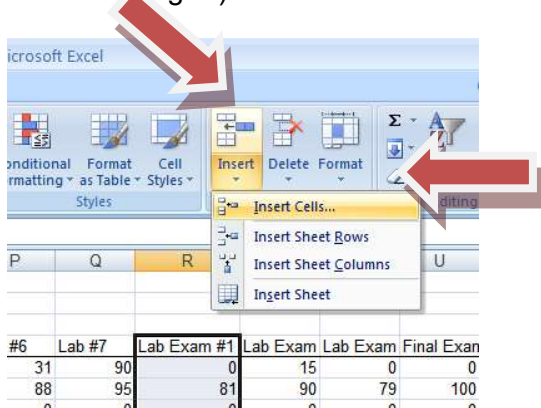 icrosoft Excel
Σ
onditional Format Cell Insert Delete Format
rmatting as Table Styles
Styles diting
Insert Cells...
Insert Sheet Rows
Insert Sheet Columns
Insert Sheet
P Q R U
#6 Lab #7 Lab Exam #1 Lab Exam Lab Exam Final Exan
31 90 0 15 0 0
88 95 81 90 79 100